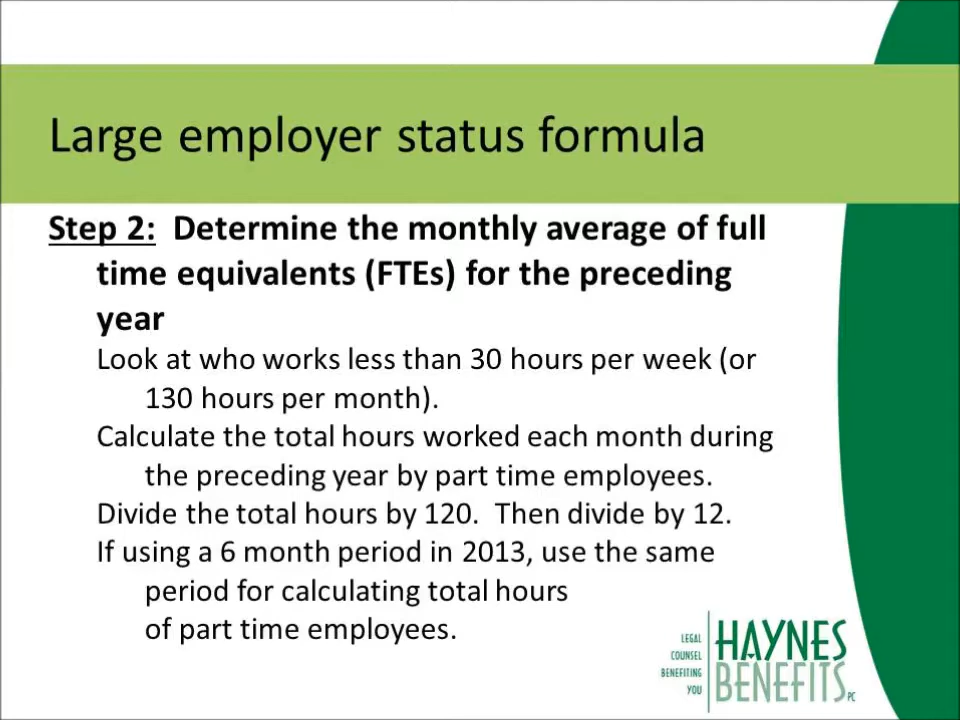 Large employer status formula
Step 2: Determine the monthly average of full
time equivalents (FTEs) for the preceding
year
Look at who works less than 30 hours per week (or
130 hours per month).
Calculate the total hours worked each month during
the preceding year by part time employees.
Divide the total hours by 120. Then divide by 12.
If using a 6 month period in 2013, use the same
period for calculating total hours
of part time employees.
LEGAL
COUNSEL
BENEFITING
YOU
HAYNES
BENEFITS PC